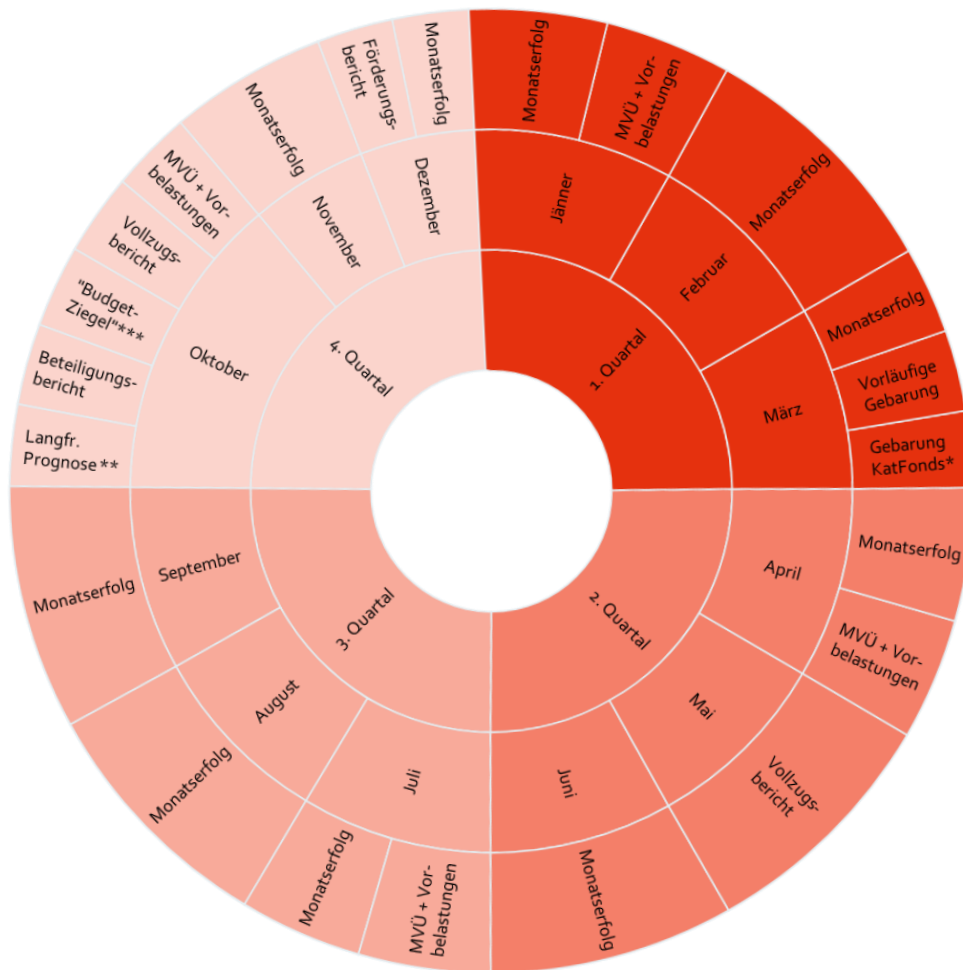 1. Quartal
Jänner
Monatserfolg
MVÜ + Vor-
belastungen
Februar
Monatserfolg
März
Monatserfolg
Vorläufige
Gebarung
Gebarung
KatFonds*
2. Quartal
April
Monatserfolg
MVÜ + Vor-
belastungen
Mai
Vollzugs-
bericht
Juni
Monatserfolg
3. Quartal
Juli
MVÜ + Vor-
belastungen
Monatserfolg
August
Monatserfolg
September
Monatserfolg
4. Quartal
Oktober
Langfr.
Prognose **
Beteiligungs-
bericht
"Budget-
Ziegel"***
Vollzugs-
bericht
MVÜ + Vor-
belastungen
November
Monatserfolg
Dezember
Förderungs-
bericht
Monatserfolg